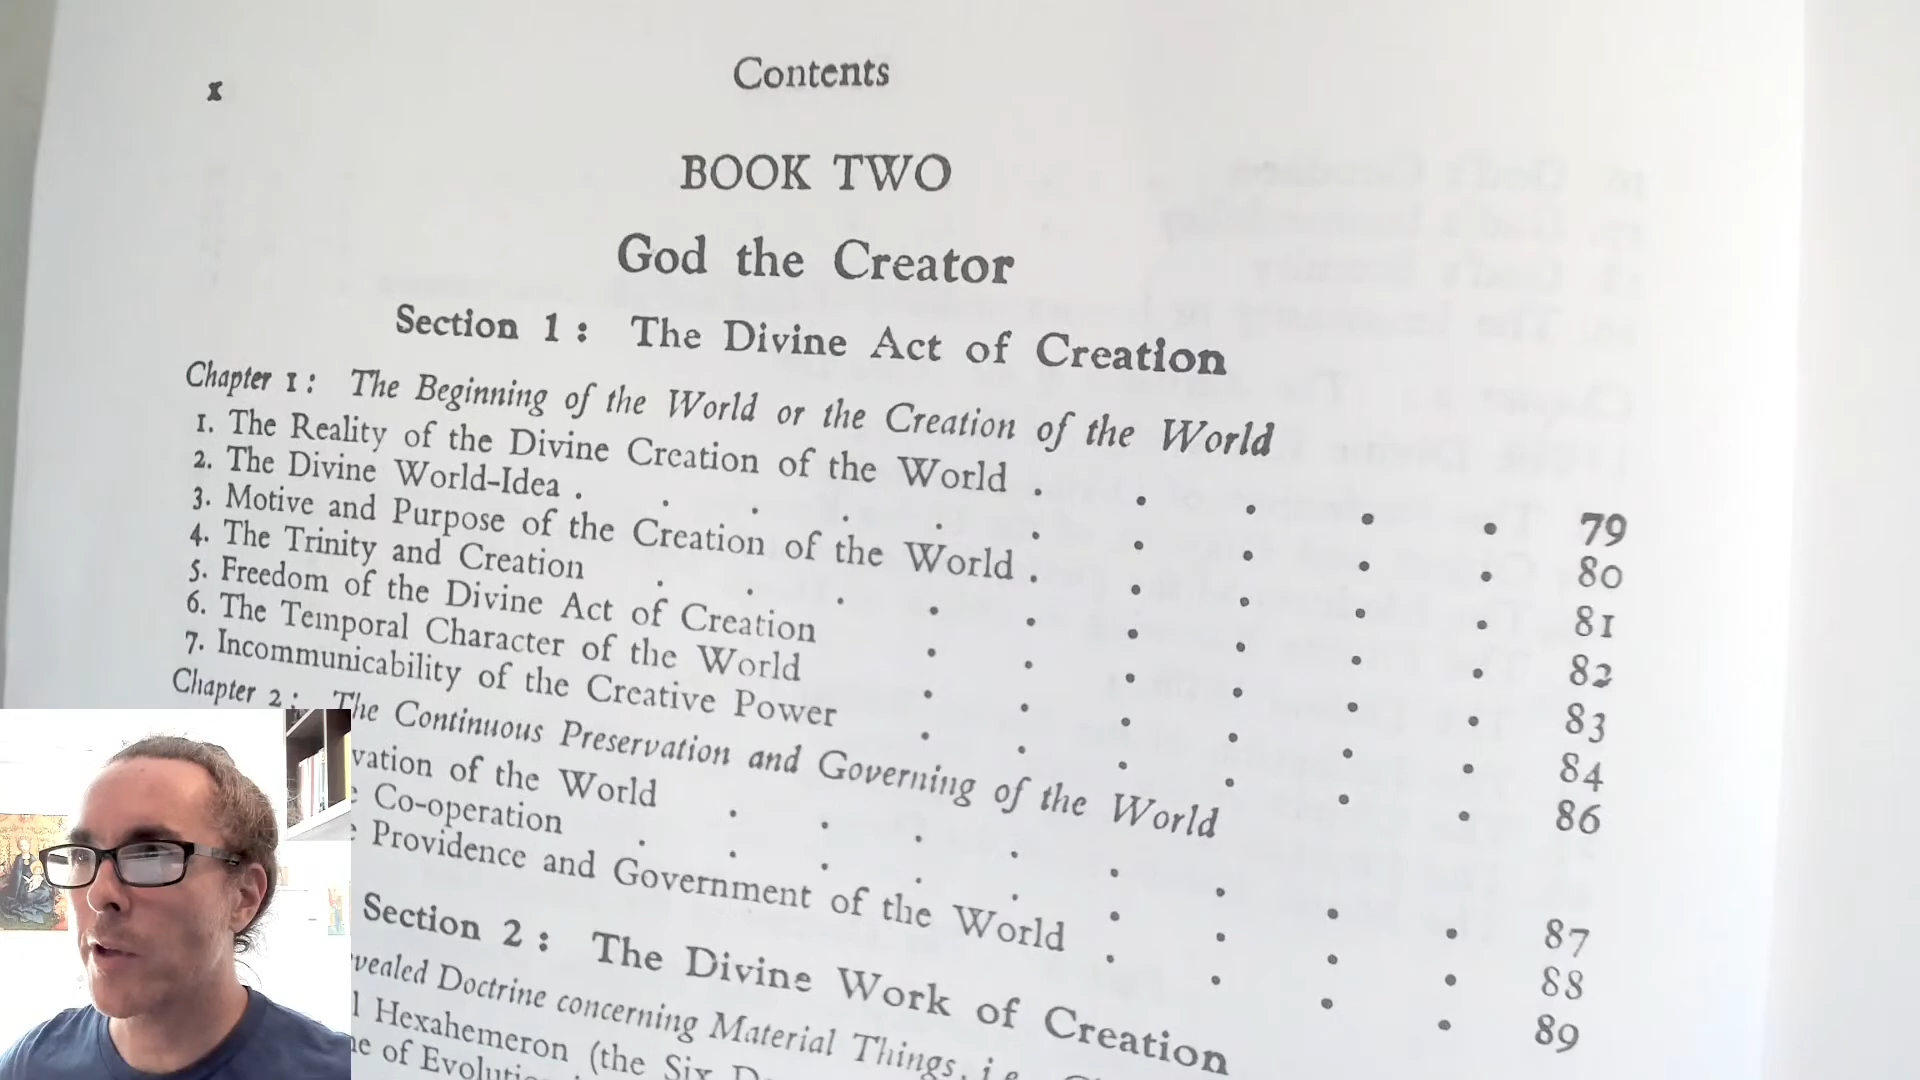 x Contents
BOOK TWO
God the Creator
Section 1: The Divine Act of Creation
Chapter 1: The Beginning of the World or the Creation of the World
1. The Reality of the Divine Creation of the World . . . . . 79
2. The Divine World-Idea . . . . . . . . . 80
3. Motive and Purpose of the Creation of the World . . . . . 81
4. The Trinity and Creation . . . . . . . . 82
5. Freedom of the Divine Act of Creation . . . . . . 83
6. The Temporal Character of the World . . . . . . 84
7. Incommunicability of the Creative Power . . . . . . 86
Chapter 2: The Continuous Preservation and Governing of the World
vation of the World . . . . . . . . 87
Co-operation . . . . . . . . . 88
Providence and Government of the World . . . . 89
Section 2: The Divine Work of Creation
vealed Doctrine concerning Material Things, i.e.
l Hexahemeron (the Six
of